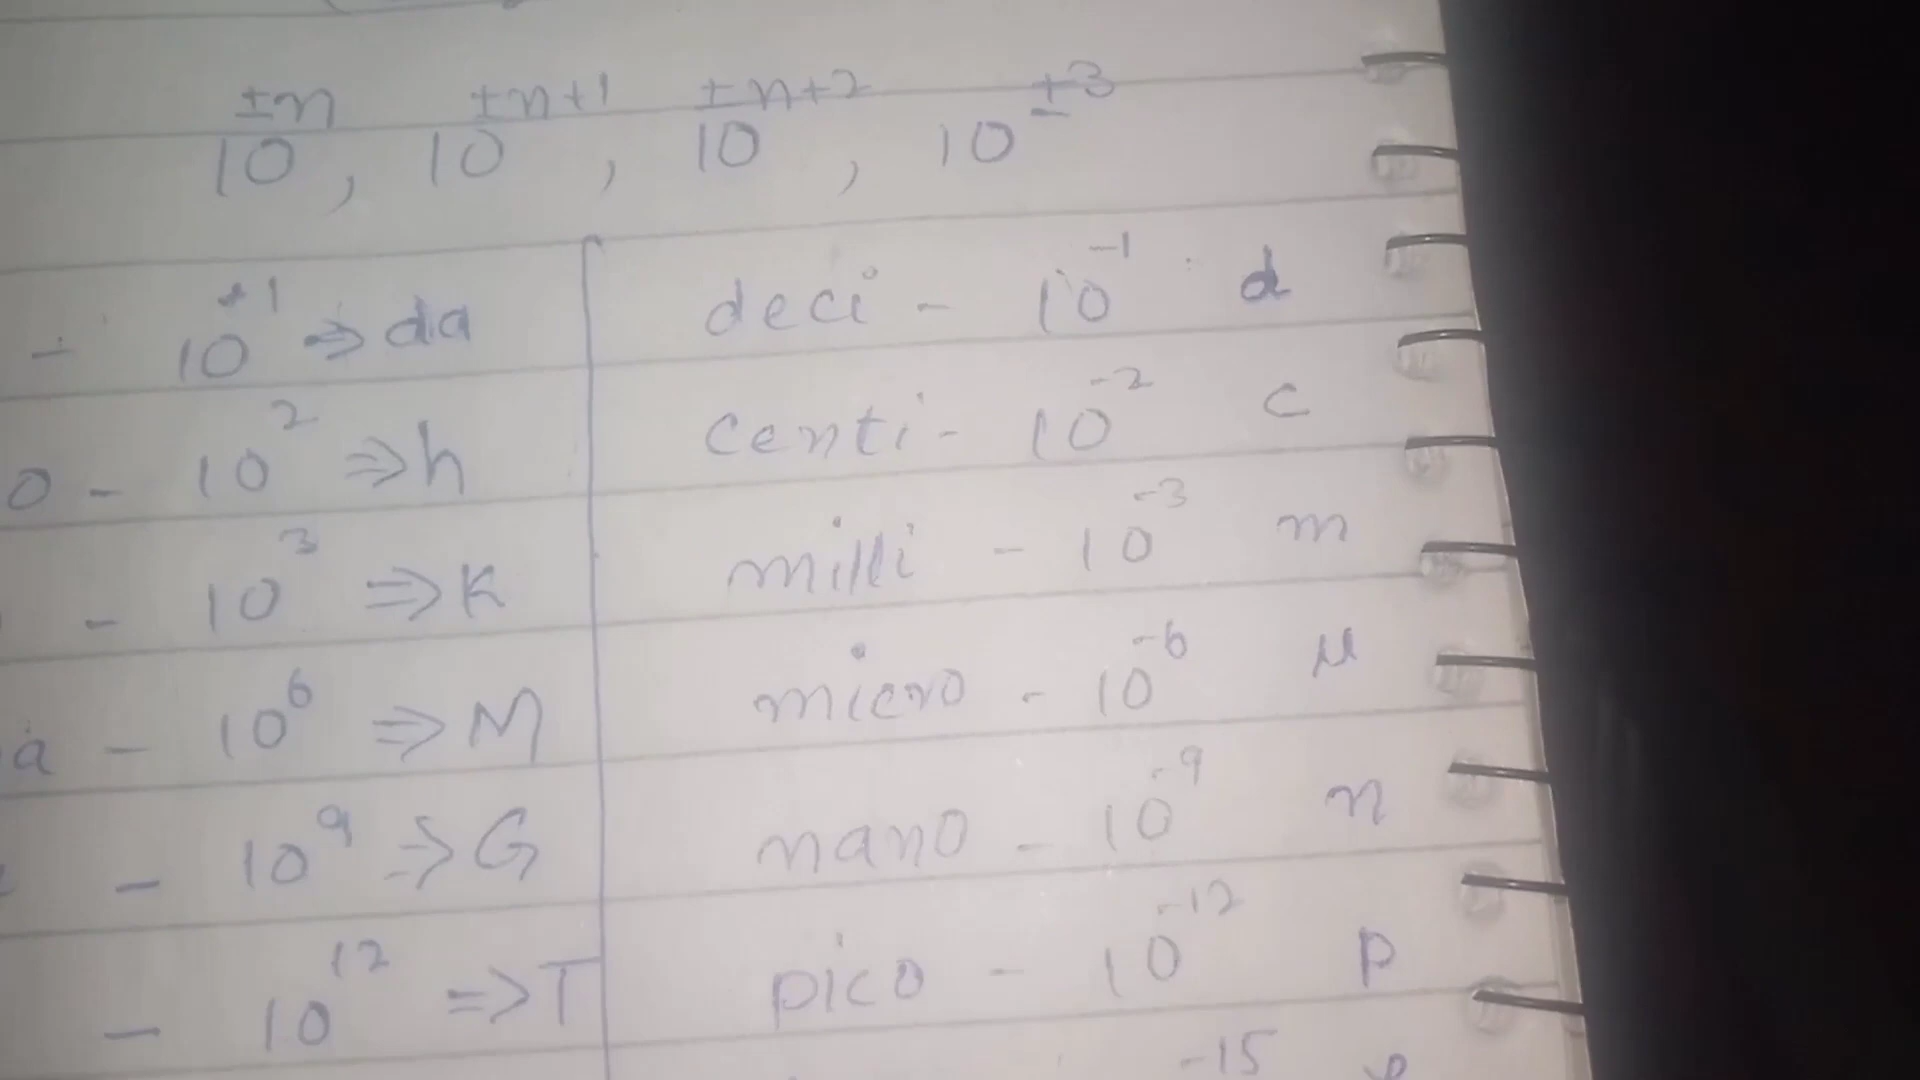 10^±n , 10^±n+1 , 10^±n+2 , 10^±3
- 10^+1 ⇒ da deci - 10^-1 d
o - 10^2 ⇒ h centi - 10^-2 c
- 10^3 ⇒ K milli - 10^-3 m
a - 10^6 ⇒ M micro - 10^-6 μ
- 10^9 ⇒ G nano - 10^-9 n
- 10^12 ⇒ T pico - 10^-12 p
-15